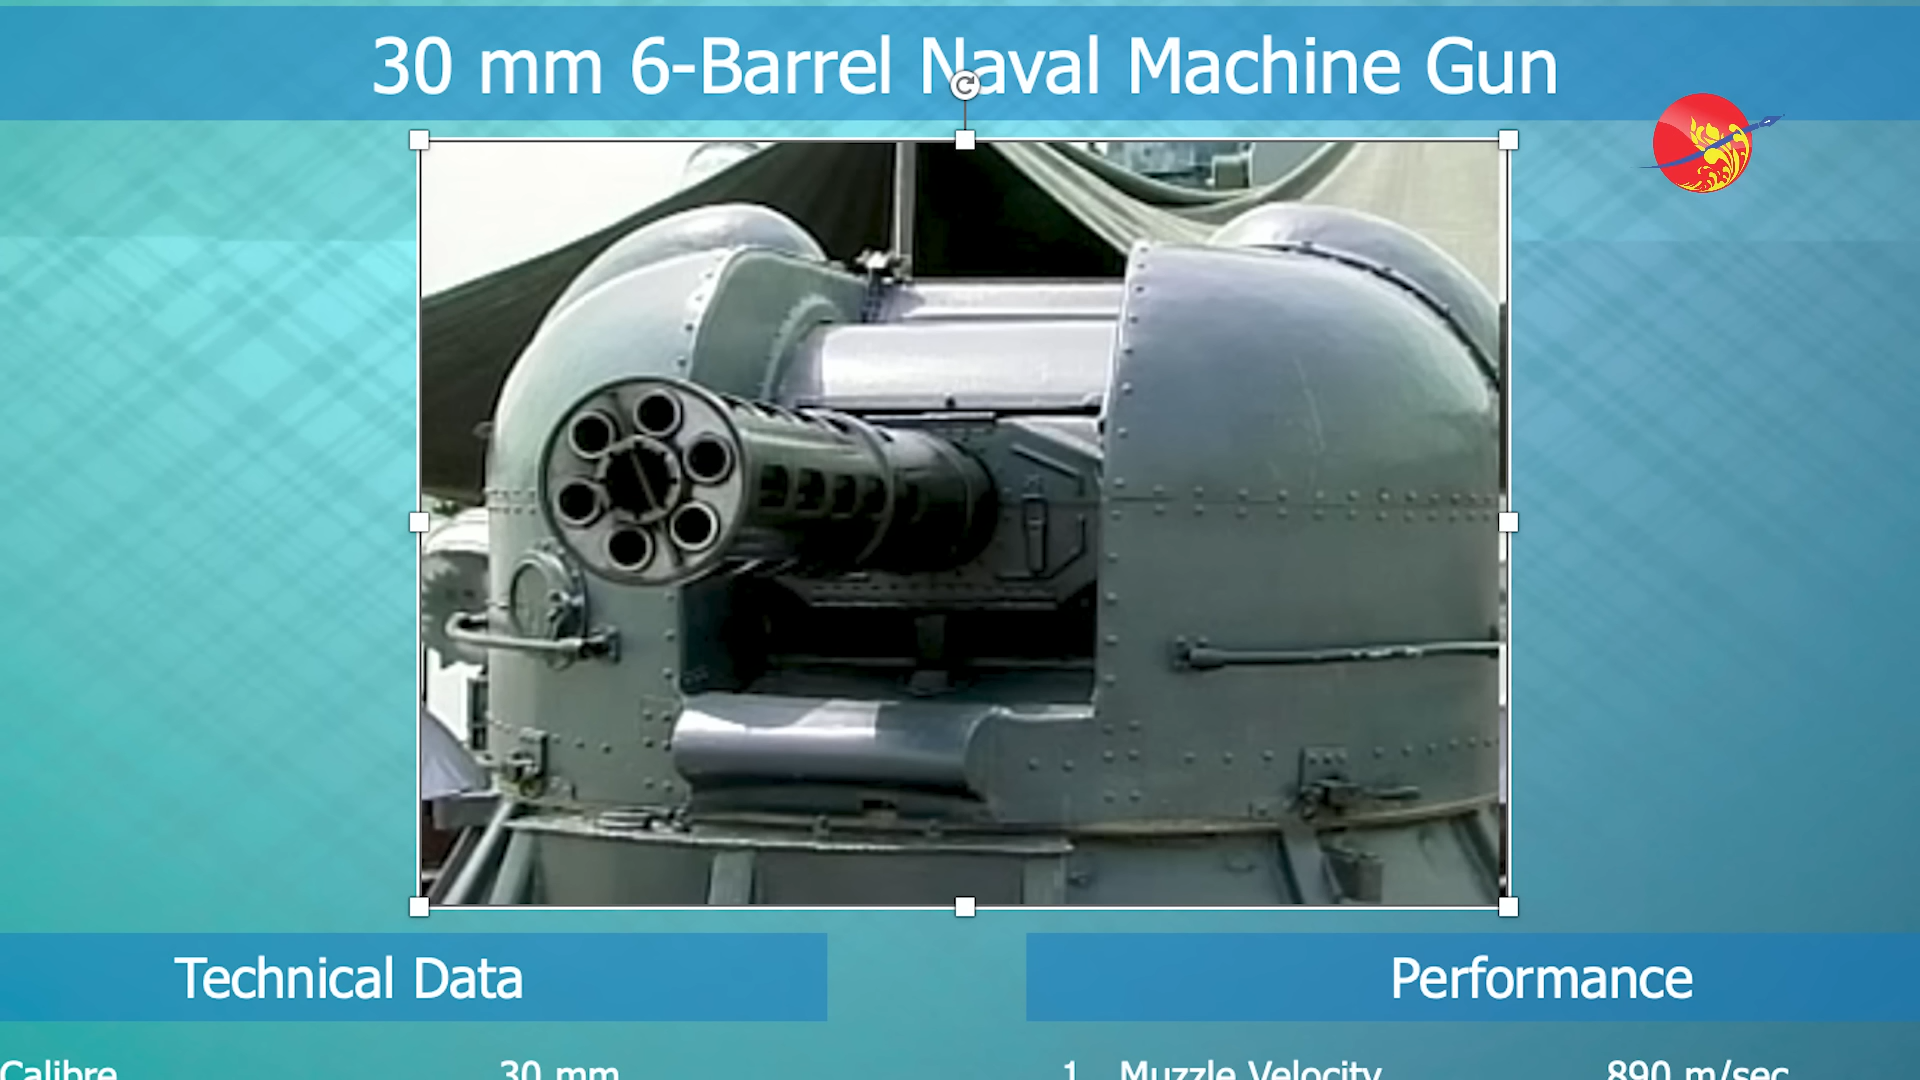 30 mm 6-Barrel Naval Machine Gun
Technical Data
Performance
Calibre 30 mm
1 Muzzle Velocity 890 m/sec